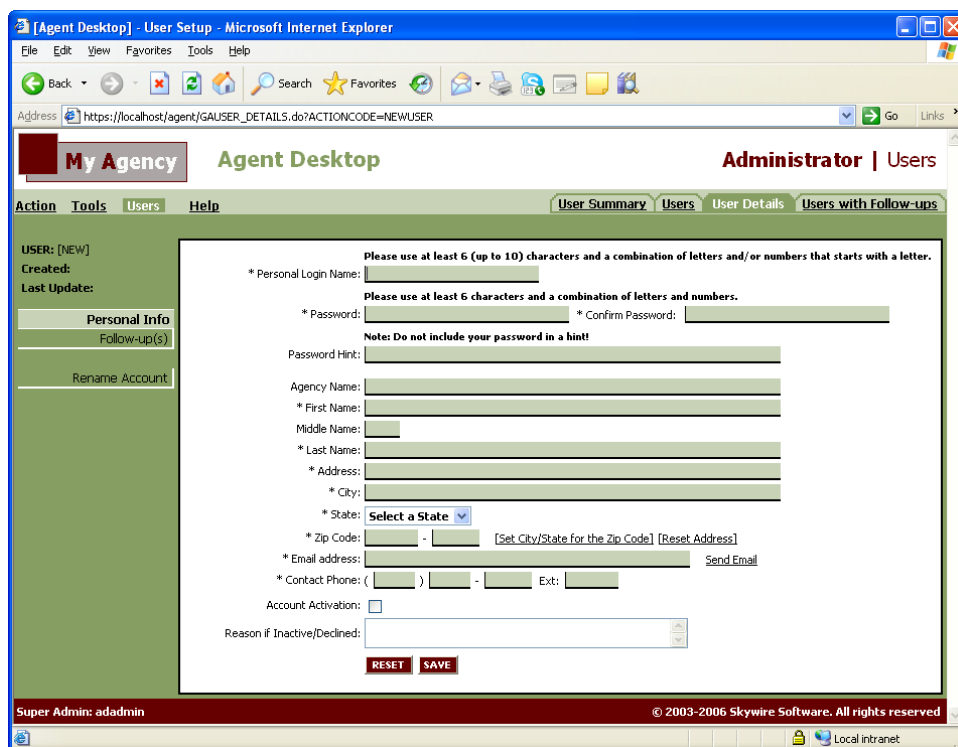 [Agent Desktop] - User Setup - Microsoft Internet Explorer
File Edit View Favorites Tools Help
Back Search Favorites
Address https://localhost/agent/GAUSER_DETAILS.do?ACTIONCODE=NEWUSER Go Links
My Agency Agent Desktop Administrator | Users
Action Tools Users Help User Summary Users User Details Users with Follow-ups
USER: [NEW]
Created:
Last Update:
Personal Info
Follow-up(s)
Rename Account
Please use at least 6 (up to 10) characters and a combination of letters and/or numbers that starts with a letter.
* Personal Login Name:
Please use at least 6 characters and a combination of letters and numbers.
* Password: * Confirm Password:
Note: Do not include your password in a hint!
Password Hint:
Agency Name:
* First Name:
Middle Name:
* Last Name:
* Address:
* City:
* State: Select a State
* Zip Code: - [Set City/State for the Zip Code] [Reset Address]
* Email address: Send Email
* Contact Phone: ( ) - Ext:
Account Activation:
Reason if Inactive/Declined:
RESET SAVE
Super Admin: adadmin © 2003-2006 Skywire Software. All rights reserved
Local intranet